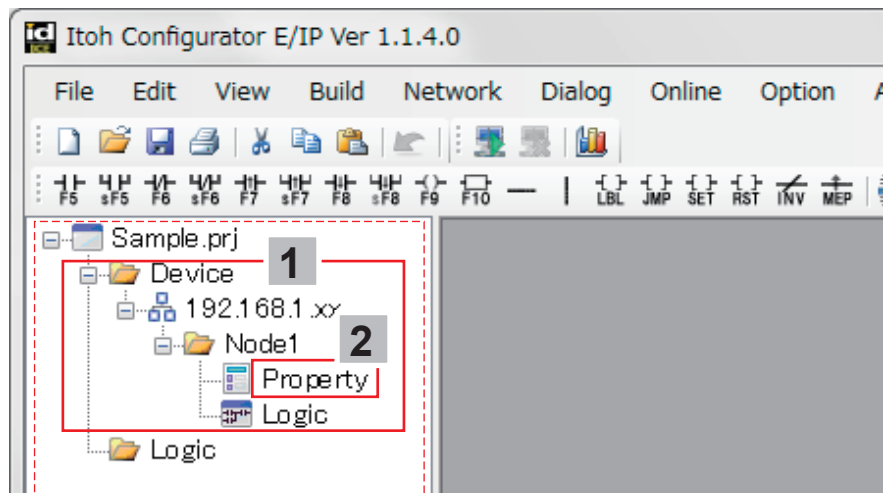 Itoh Configurator E/IP Ver 1.1.4.0
File Edit View Build Network Dialog Online Option A
F5 sF5 F6 sF6 F7 sF7 F8 sF8 F9 F10 LBL JMP SET RST INV MEP
Sample.prj
1
Device
192.168.1.xx
2
Node1
Property
Logic
Logic